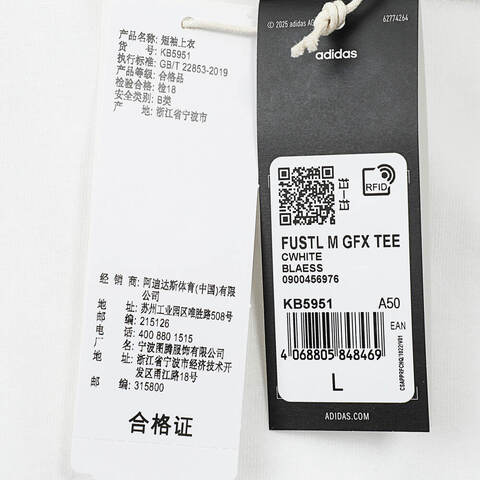 产品名称: 短袖上衣
货 号: KB5951
执行标准: GB/T 22853-2019
产品等级: 合格品
检验合格: 检18
安全类别: B类
产 地: 浙江省宁波市
经 销 商: 阿迪达斯体育(中国)有限
公司
地 址: 苏州工业园区唯胜路508号
邮 编: 215126
电 话: 400 880 1515
厂 名: 宁波图腾服饰有限公司
地 址: 浙江省宁波市经济技术开
发区甬江路18号
邮 编: 315800
合格证
© 2025 adidas AG
62774264
adidas
RFID
FUSTL M GFX TEE
CWHITE
BLAESS
0900456976
KB5951 A50
EAN
4 068805 848469
L
ADIDAS.COM